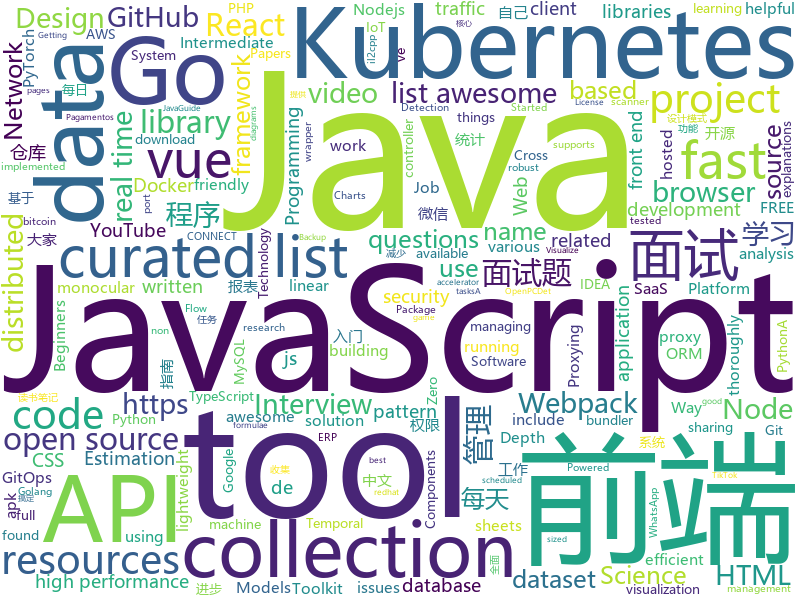 Design GitHub React Nodejs traffic 自己 client learning helpful
PHP IoT libraries
AWS Intermediate il2cpp ve 核心 Getting
Network PyTorch System Papers
data Go Java Kubernetes
每日 JavaGuide 提供 Detection Started
video list awesome based project
library framework Programming wrapper things License scanner 设计模式 功能
仓库 download diagrams controller 统计 supports front end 开源 hosted explanations
implemented pages Pagamentos real time vue work Cross robust source
Docker friendly Job Web fast
基于 port 程序 Charts 微信 development browser FREE
distributed 大家 YouTube bitcoin CONNECT Backup Technology questions name various related 面试 学习
monocular written available 减少 Visualize tested analysis
curated list use 面试题 IDEA SaaS Platform
Beginners 报表 linear security accelerator tasksA OpenPCDet game Package
Flow 任务 research non
JavaScript
指南 入门 MySQL js building running managing Software Proxying application proxy ORM thoroughly PythonA
读书笔记 https Interview pattern Webpack Node
code TypeScript awesome Zero 权限 include Way good
open source Python solution ERP 管理 Depth bundler sharing
CSS Estimation Google 工作 Git 系统
GitOps lightweight 收集 de 中文 best redhat Components 每天 Golang 搞定
apk full tool 前端
found using machine Temporal sheets Powered scheduled WhatsApp TikTok
API collection efficient
resources Models Toolkit issues dataset Science HTML
high performance 进步 formulae database 全面 sized visualization management